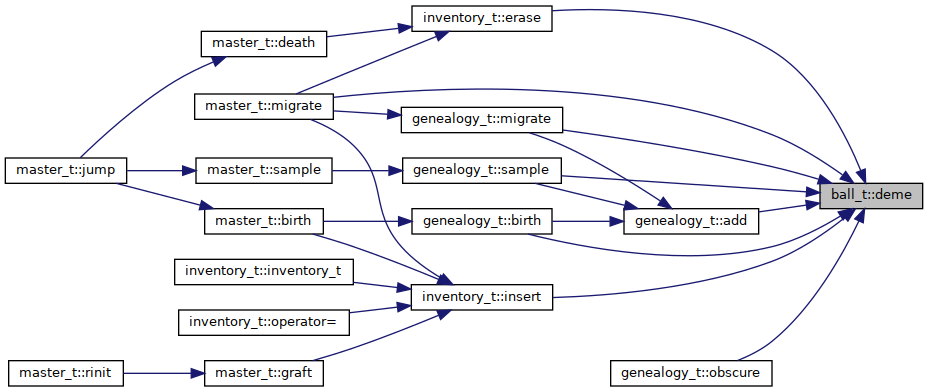 inventory_t::erase
master_t::death
master_t::migrate
genealogy_t::migrate
master_t::jump
master_t::sample
genealogy_t::sample
ball_t::deme
master_t::birth
genealogy_t::birth
genealogy_t::add
inventory_t::inventory_t
inventory_t::insert
inventory_t::operator=
master_t::rinit
master_t::graft
genealogy_t::obscure